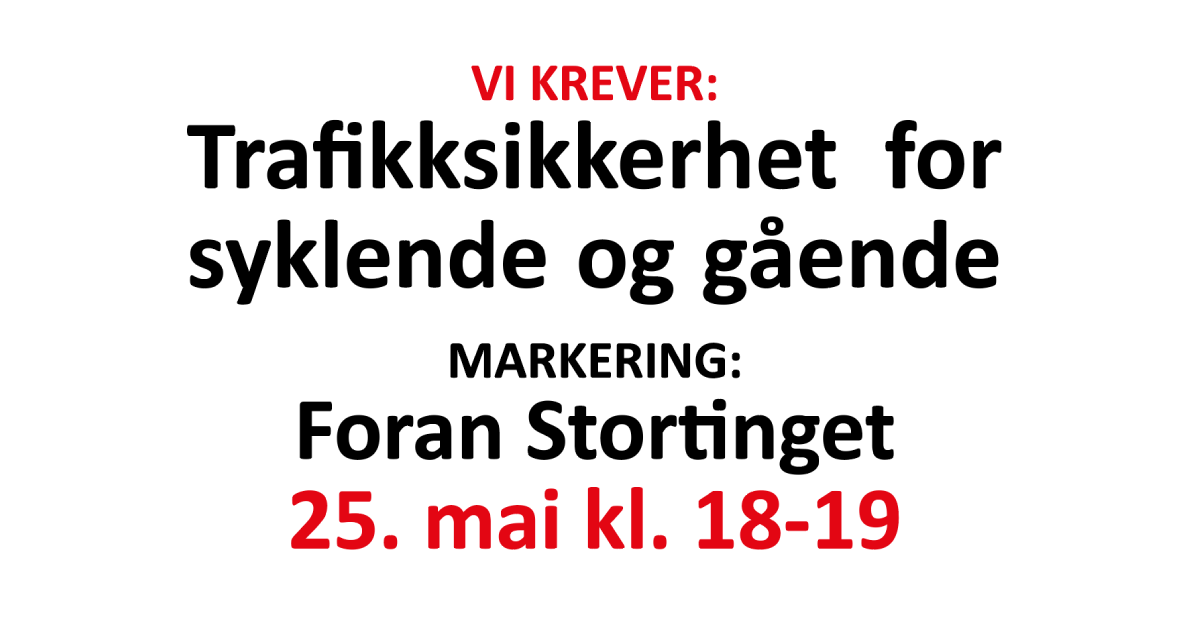 VI KREVER:
Trafikksikkerhet for
syklende og gående
MARKERING:
Foran Stortinget
25. mai kl. 18-19